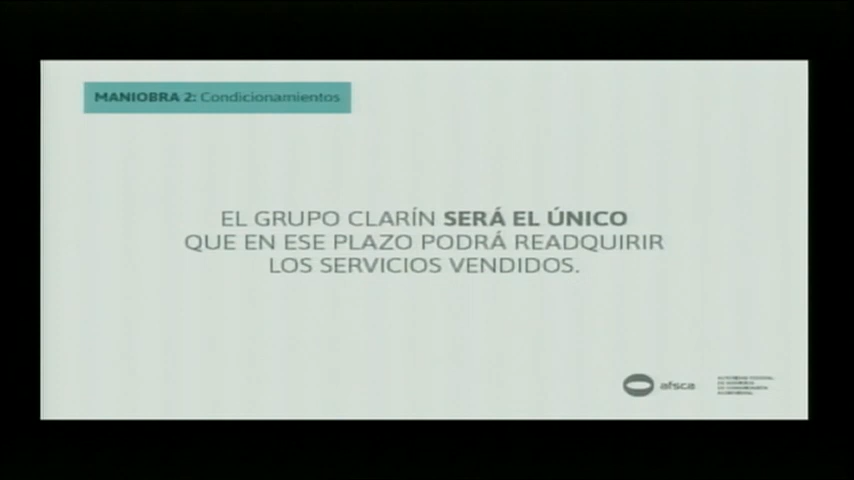 MANIOBRA 2: Condicionamientos
EL GRUPO CLARÍN SERÁ EL ÚNICO
QUE EN ESE PLAZO PODRÁ READQUIRIR
LOS SERVICIOS VENDIDOS.
afsca